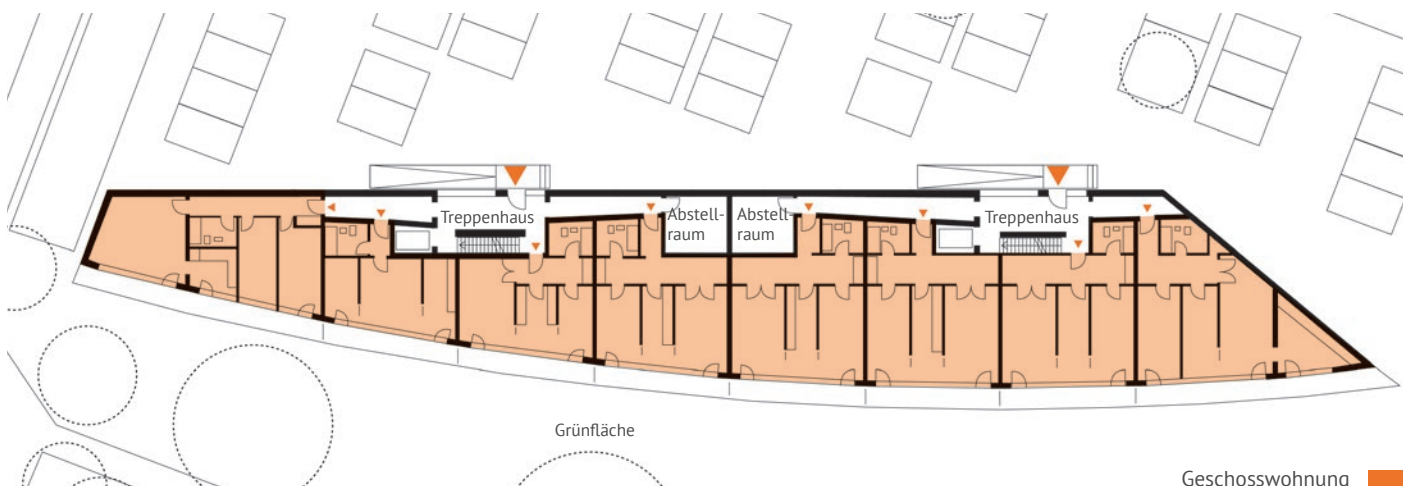 Treppenhaus
Abstell-
raum
Abstell-
raum
Treppenhaus
Grünfläche
Geschosswohnung